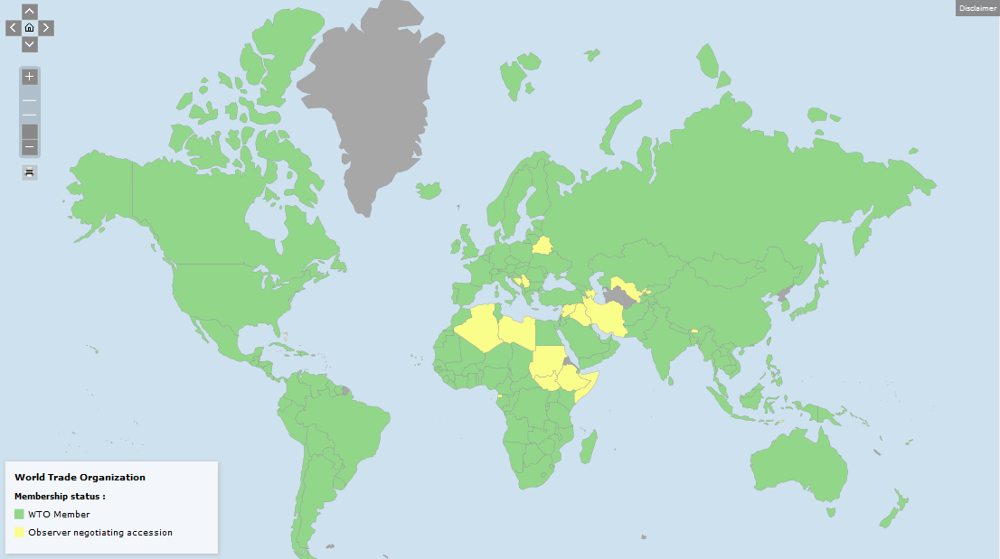 Disclaimer
World Trade Organization
Membership status :
WTO Member
Observer negotiating accession